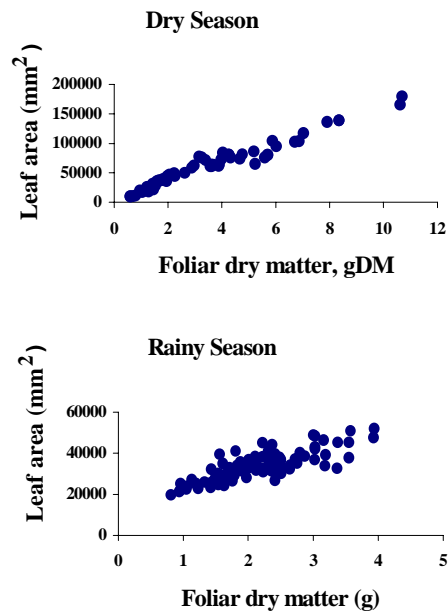 Dry Season
Leaf area (mm²)
200000
150000
100000
50000
0
0 2 4 6 8 10 12
Foliar dry matter, gDM
Rainy Season
Leaf area (mm²)
60000
40000
20000
0
0 1 2 3 4 5
Foliar dry matter (g)